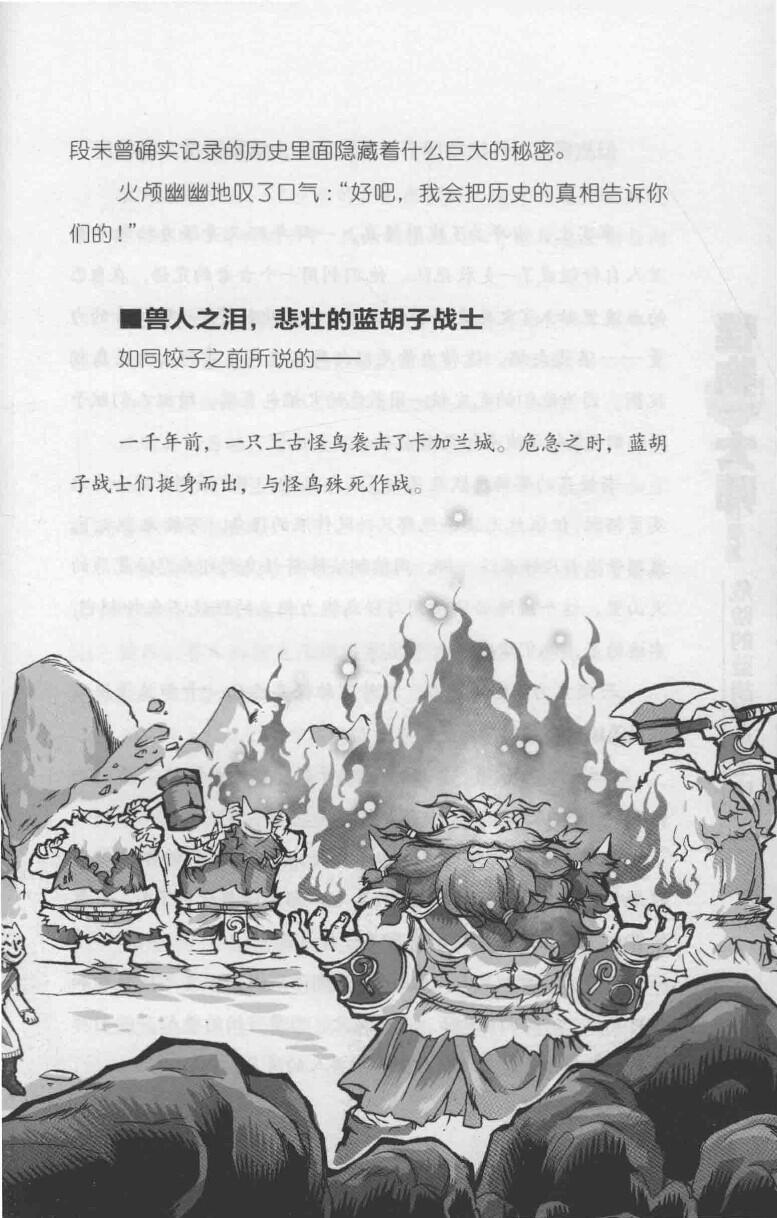 段未曾确实记录的历史里面隐藏着什么巨大的秘密。
火颅幽幽地叹了口气：“好吧，我会把历史的真相告诉你
们的！”
■兽人之泪，悲壮的蓝胡子战士
如同饺子之前所说的——
一千年前，一只上古怪鸟袭击了卡加兰城。危急之时，蓝胡
子战士们挺身而出，与怪鸟殊死作战。